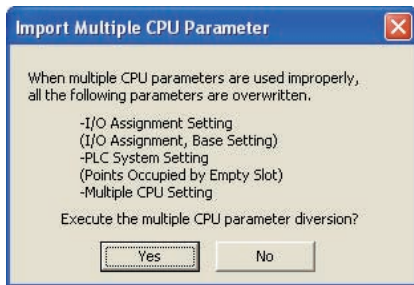 Import Multiple CPU Parameter
When multiple CPU parameters are used improperly,
all the following parameters are overwritten.
-I/O Assignment Setting
(I/O Assignment, Base Setting)
-PLC System Setting
(Points Occupied by Empty Slot)
-Multiple CPU Setting
Execute the multiple CPU parameter diversion?
Yes No